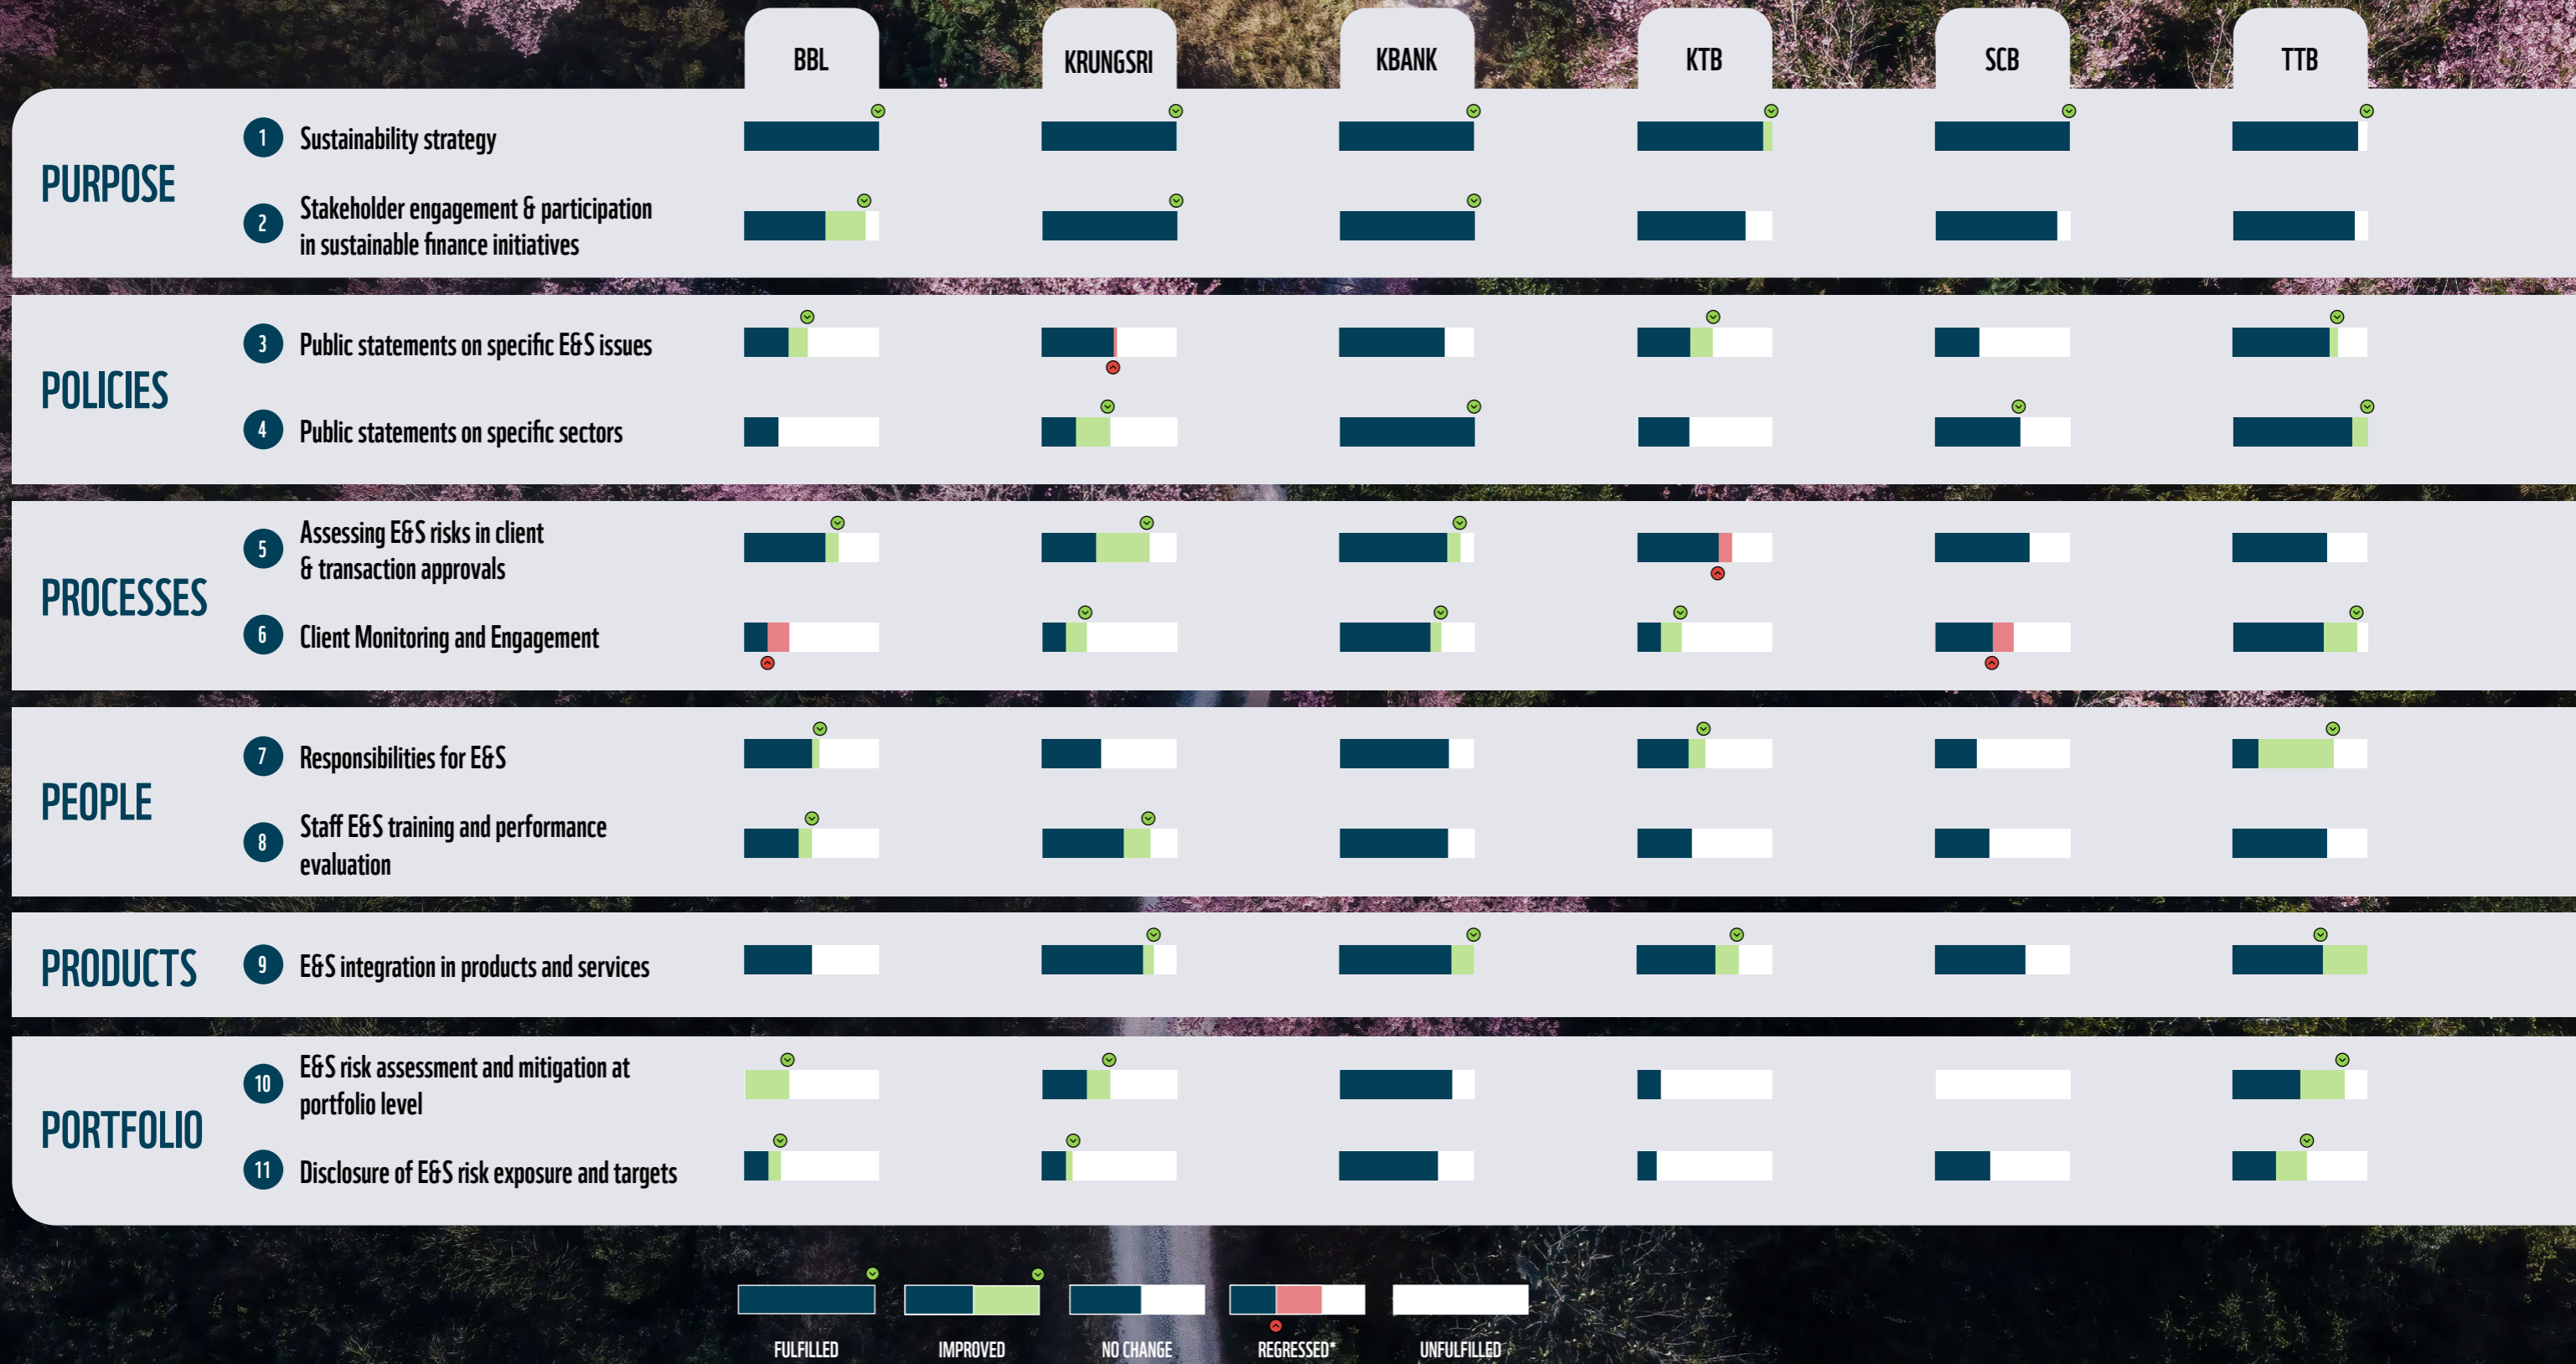 BBL
KRUNGSRI
KBANK
KTB
SCB
TTB
PURPOSE
1
Sustainability strategy
2
Stakeholder engagement & participation
in sustainable finance initiatives
POLICIES
3
Public statements on specific E&S issues
4
Public statements on specific sectors
PROCESSES
5
Assessing E&S risks in client
& transaction approvals
6
Client Monitoring and Engagement
PEOPLE
7
Responsibilities for E&S
8
Staff E&S training and performance
evaluation
PRODUCTS
9
E&S integration in products and services
PORTFOLIO
10
E&S risk assessment and mitigation at
portfolio level
11
Disclosure of E&S risk exposure and targets
FULFILLED
IMPROVED
NO CHANGE
REGRESSED*
UNFULFILLED